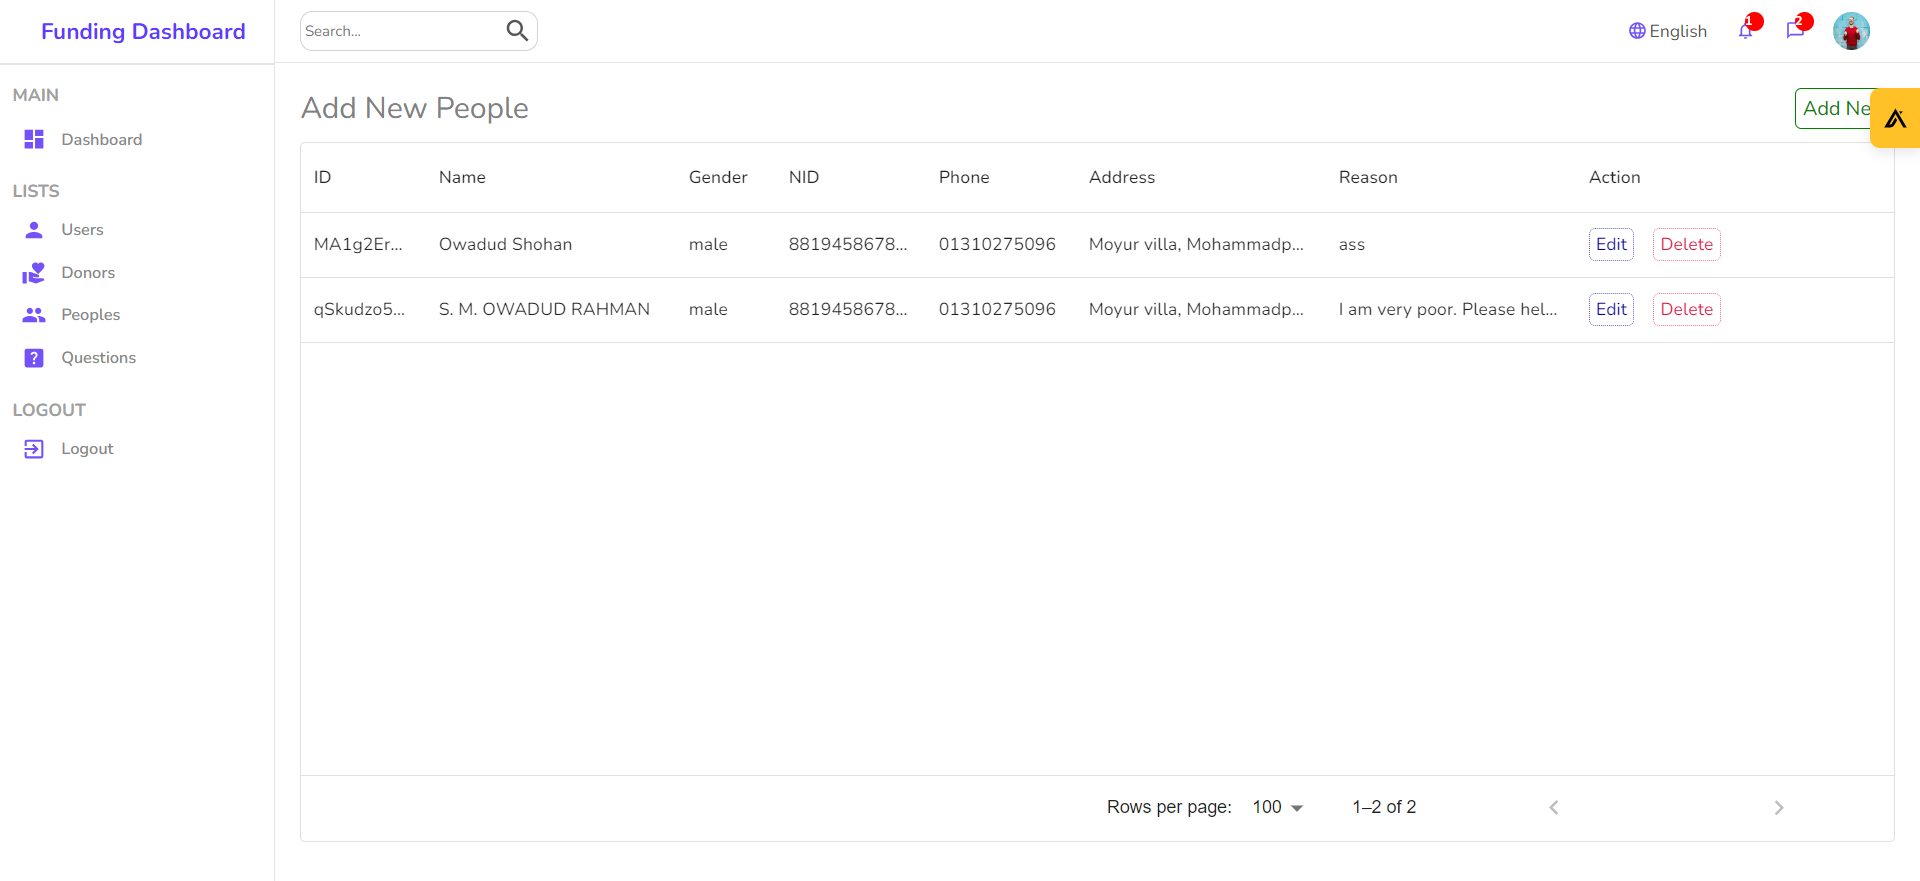 Funding Dashboard
Search...
English
1
2
MAIN
Dashboard
LISTS
Users
Donors
Peoples
Questions
LOGOUT
Logout
Add New People
Add Ne
ID Name Gender NID Phone Address Reason Action
MA1g2Er... Owadud Shohan male 8819458678... 01310275096 Moyur villa, Mohammadp... ass Edit Delete
qSkudzo5... S. M. OWADUD RAHMAN male 8819458678... 01310275096 Moyur villa, Mohammadp... I am very poor. Please hel... Edit Delete
Rows per page: 100 1–2 of 2